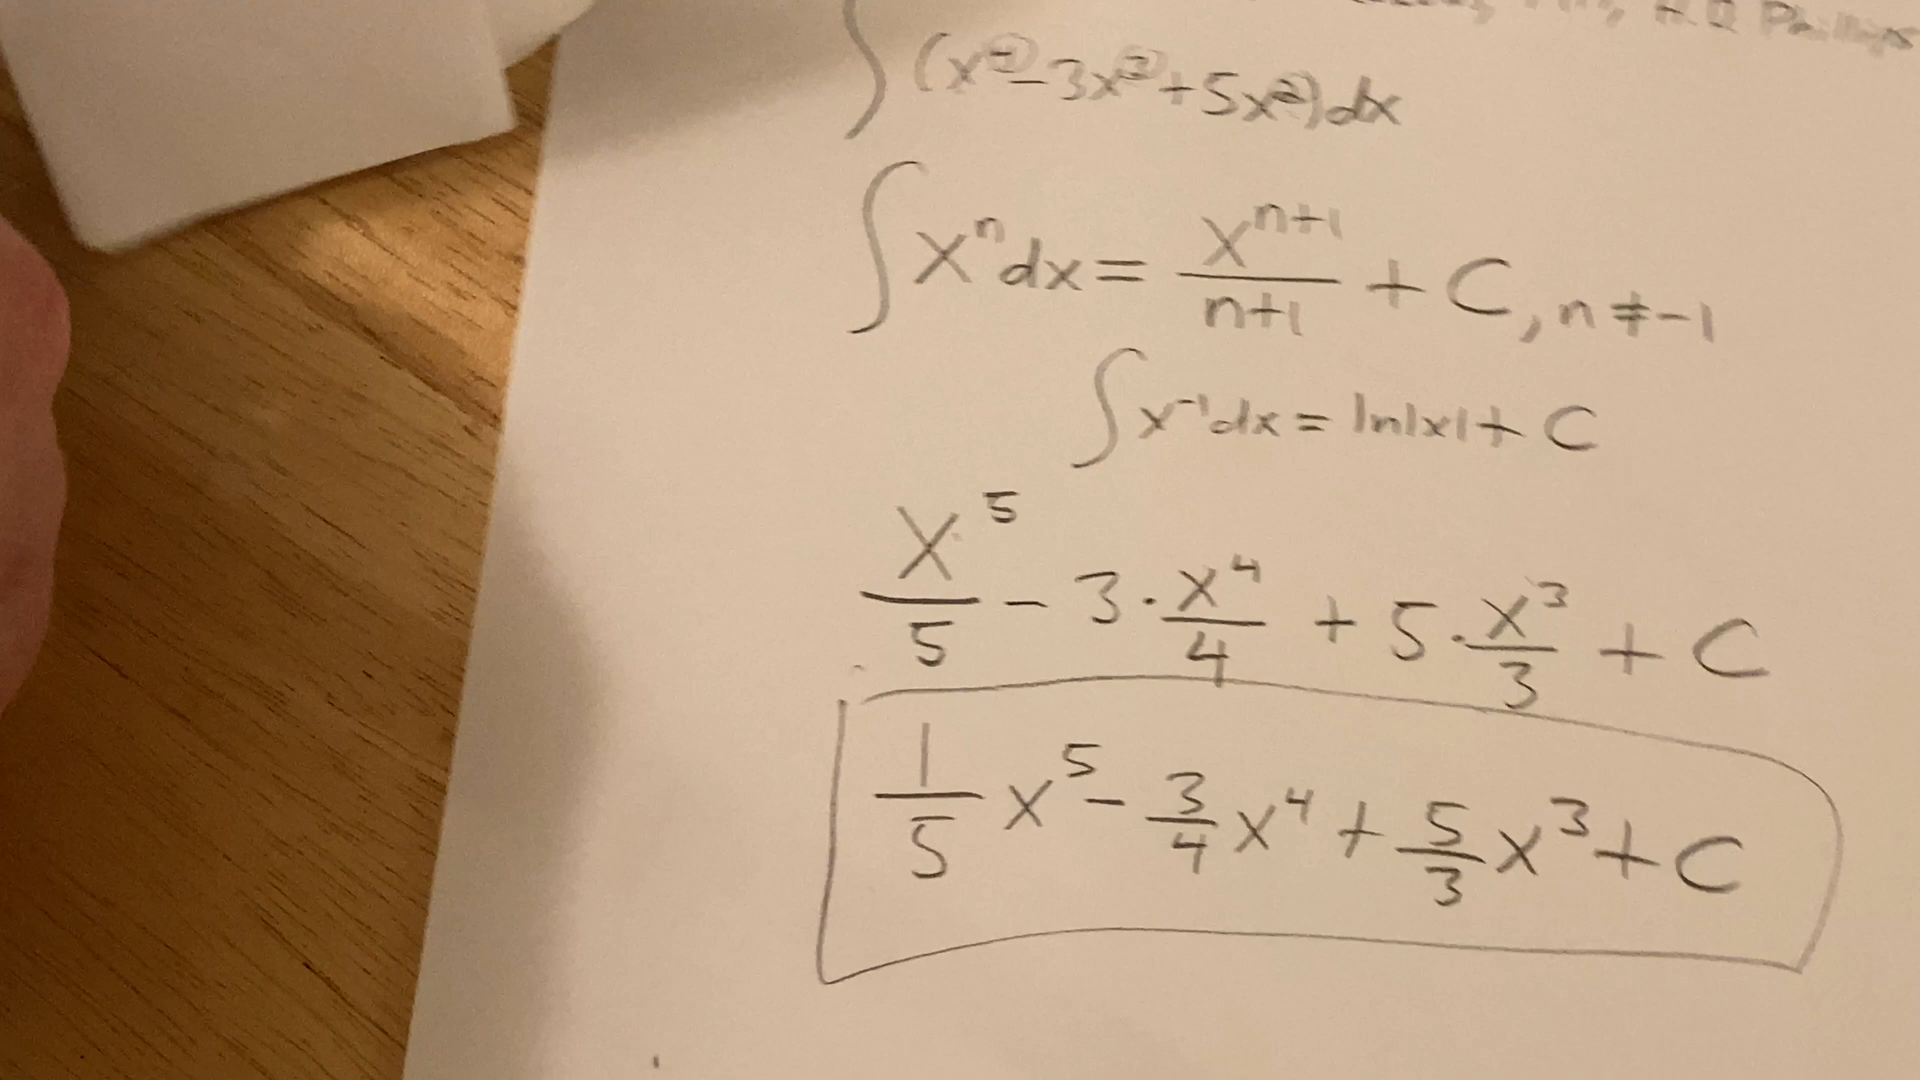 H.B Phillips
∫(x⁴-3x³+5x²)dx
∫xⁿdx = xⁿ⁺¹/n+1 + C, n≠-1
∫x⁻¹dx = ln|x| + C
x⁵/5 - 3·x⁴/4 + 5·x³/3 + C
1/5 x⁵ - 3/4 x⁴ + 5/3 x³ + C